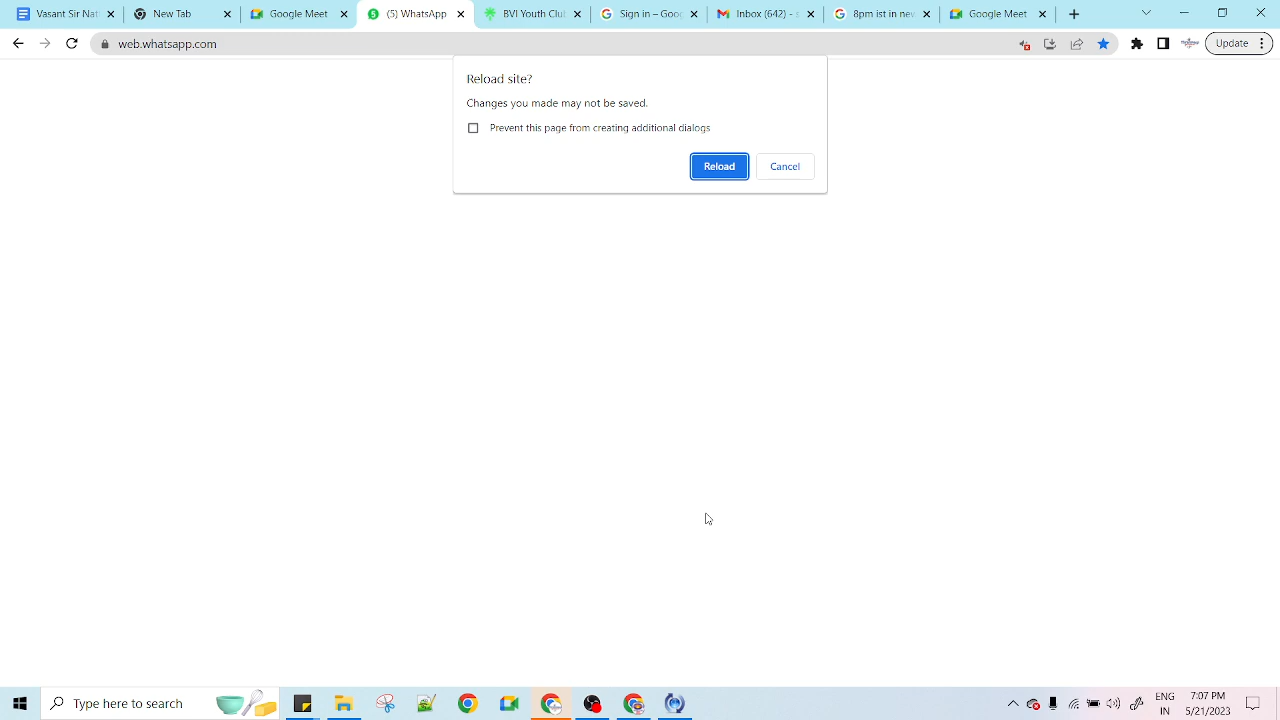 Vasant Sir Nat
New Tab
Google Meet
(5) WhatsApp
BVI Youth Clu
Sign in – Goog
Inbox (642) -
8pm ist in new
Google Meet
web.whatsapp.com
Update
Reload site?
Changes you made may not be saved.
Prevent this page from creating additional dialogs
Reload
Cancel
Type here to search
ENG
IN
7:07 PM
5/21/2023